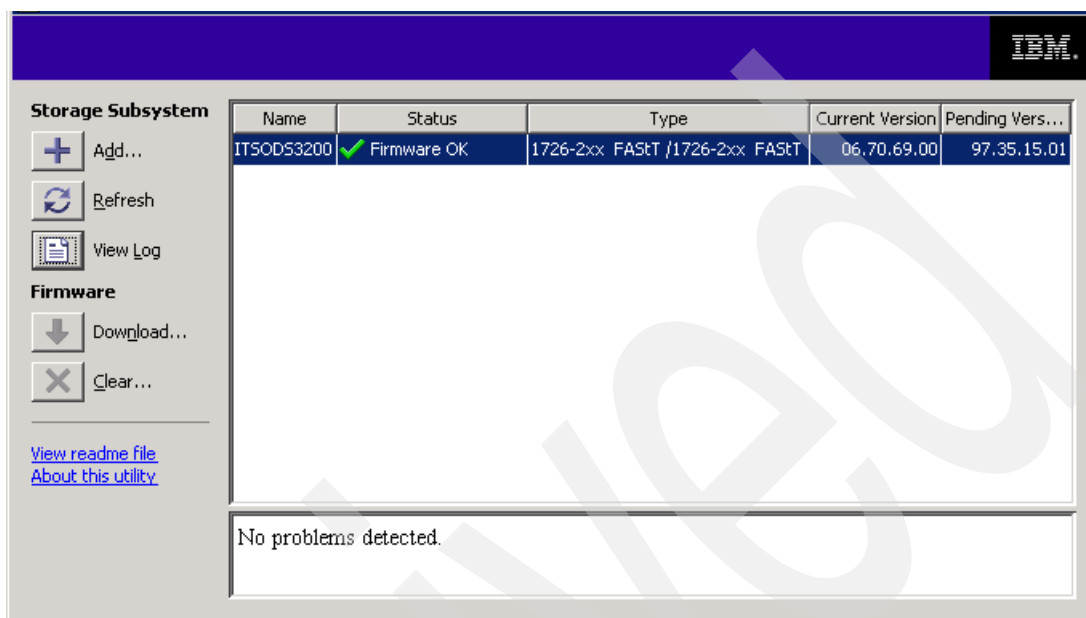 IBM.
Storage Subsystem
Add...
Refresh
View Log
Firmware
Download...
Clear...
View readme file
About this utility
Name Status Type Current Version Pending Vers...
ITSODS3200 Firmware OK 1726-2xx FAStT /1726-2xx FAStT 06.70.69.00 97.35.15.01
No problems detected.